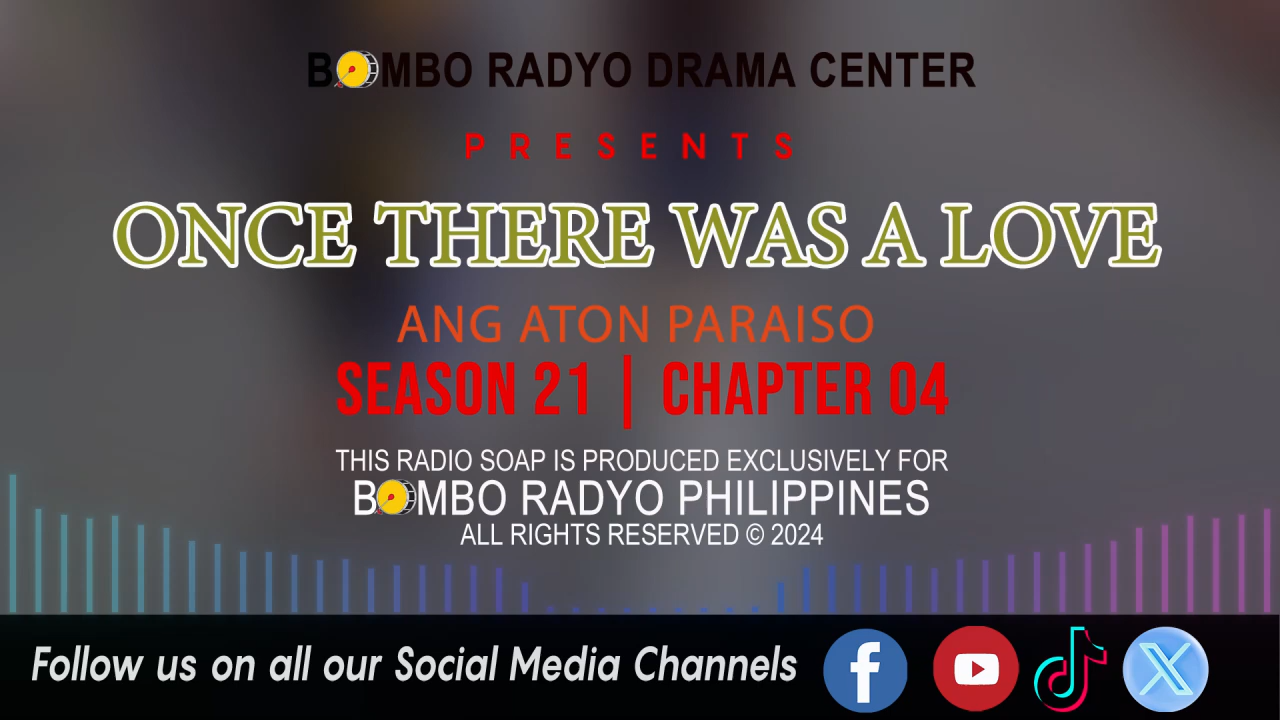 BOMBO RADYO DRAMA CENTER
PRESENTS
ONCE THERE WAS A LOVE
ANG ATON PARAISO
SEASON 21 | CHAPTER 04
THIS RADIO SOAP IS PRODUCED EXCLUSIVELY FOR
BOMBO RADYO PHILIPPINES
ALL RIGHTS RESERVED © 2024
Follow us on all our Social Media Channels